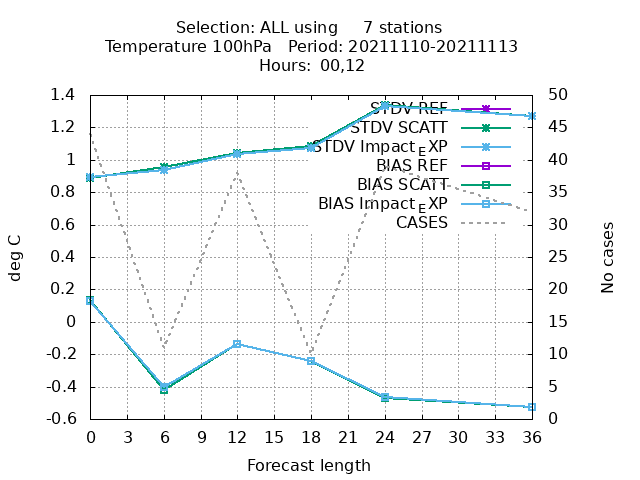 Selection: ALL using     7 stations
Temperature 100hPa   Period: 20211110-20211113
Hours: 00,12
1.4
1.2
1
0.8
0.6
0.4
0.2
0
-0.2
-0.4
-0.6
deg C
STDV REF
STDV SCATT
STDV Impact_EXP
BIAS REF
BIAS SCATT
BIAS Impact_EXP
CASES
50
45
40
35
30
25
20
15
10
5
0
No cases
0 3 6 9 12 15 18 21 24 27 30 33 36
Forecast length